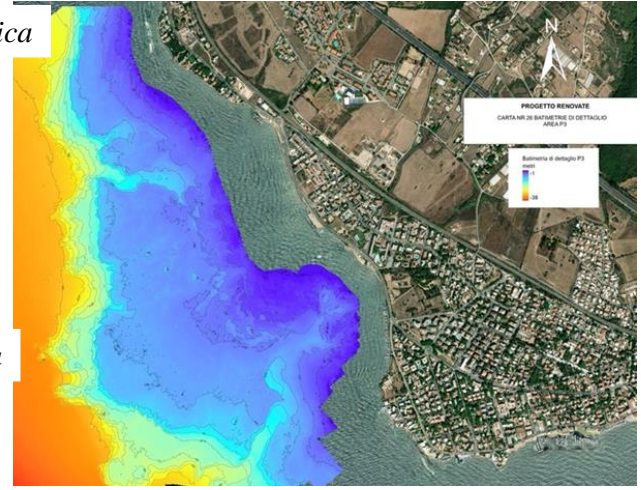 ica
N
PROGETTO RENOVATE
CARTA NR 26 BATIMETRIE DI DETTAGLIO
AREA P3
Batimetria di dettaglio P3
metri
-1
-38